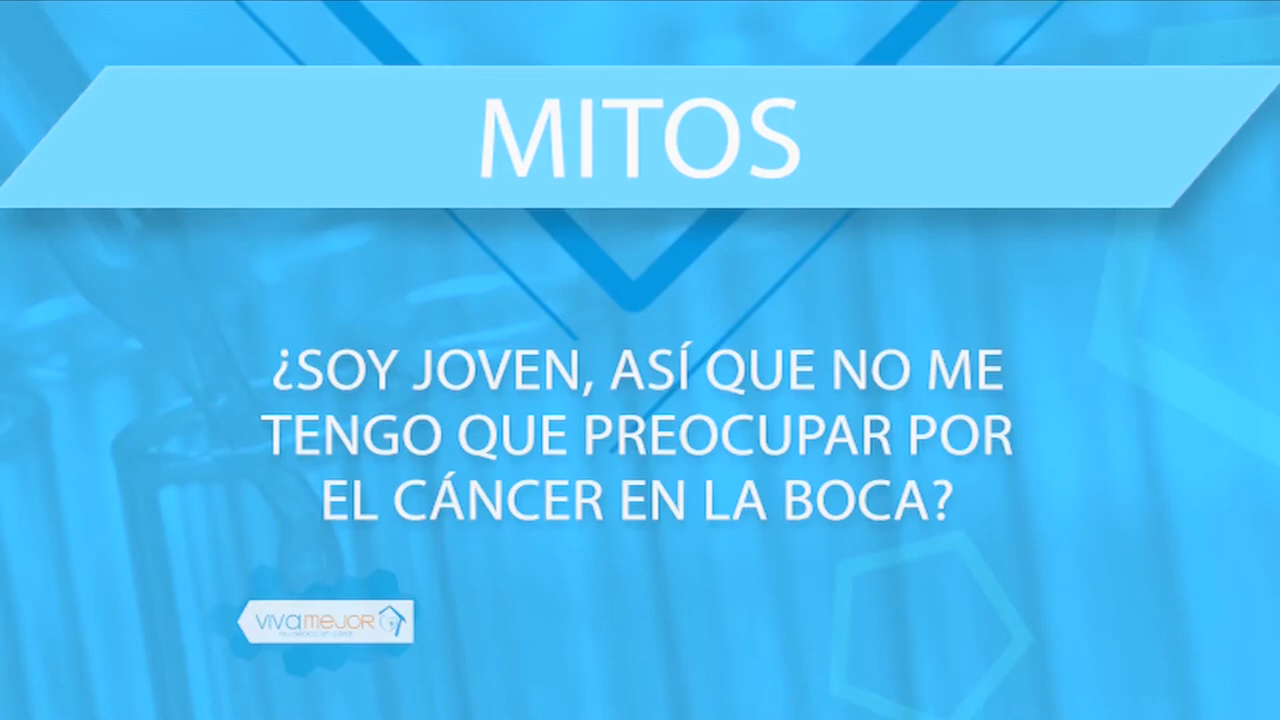 MITOS
¿SOY JOVEN, ASÍ QUE NO ME
TENGO QUE PREOCUPAR POR
EL CÁNCER EN LA BOCA?
VIVAMEJOR